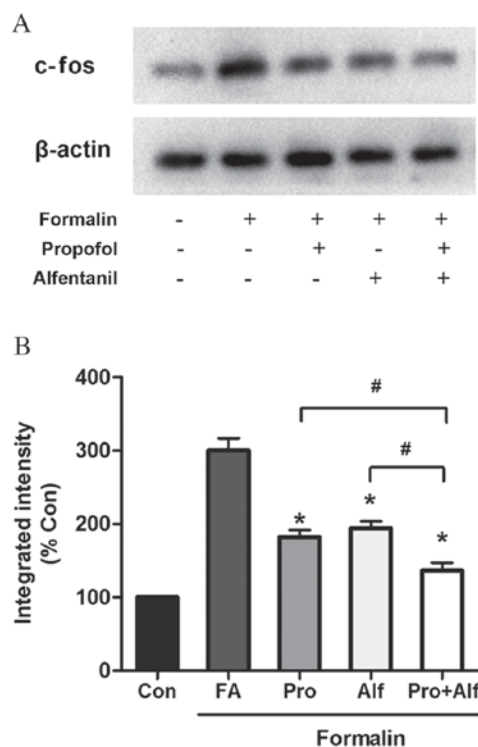 A
c-fos
β-actin
Formalin - + + + +
Propofol - - + - +
Alfentanil - - - + +
B
400
300
200
100
0
Integrated intensity
(% Con)
#
#
* * *
Con FA Pro Alf Pro+Alf
Formalin